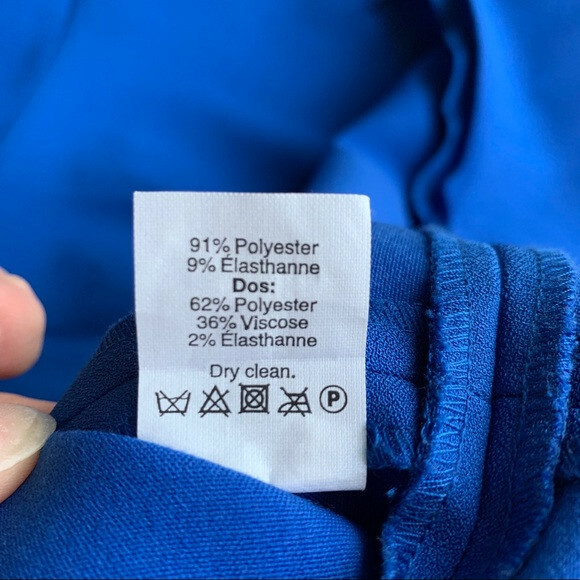 91% Polyester
9% Élasthanne
Dos:
62% Polyester
36% Viscose
2% Élasthanne
Dry clean.
P